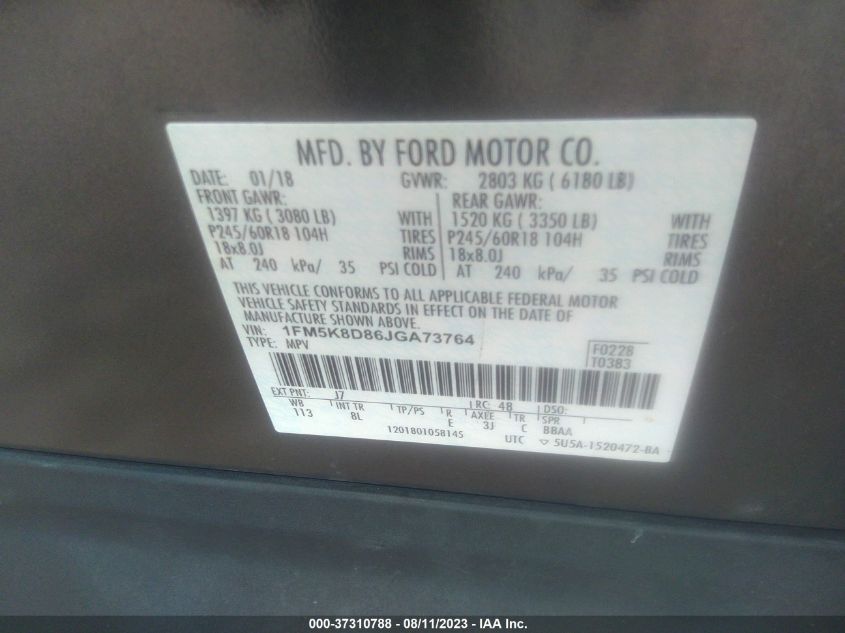 MFD. BY FORD MOTOR CO.
DATE: 01/18 GVWR: 2803 KG ( 6180 LB)
FRONT GAWR: REAR GAWR:
1397 KG ( 3080 LB) WITH 1520 KG ( 3350 LB) WITH
P245/60R18 104H TIRES P245/60R18 104H TIRES
18x8.0J RIMS 18x8.0J RIMS
AT 240 kPa/ 35 PSI COLD AT 240 kPa/ 35 PSI COLD
THIS VEHICLE CONFORMS TO ALL APPLICABLE FEDERAL MOTOR
VEHICLE SAFETY STANDARDS IN EFFECT ON THE DATE OF
MANUFACTURE SHOWN ABOVE.
VIN: 1FM5K8D86JGA73764
TYPE: MPV
F0228
T0383
EXT PNT: J7 RC: 48 DSO:
WB INT TR TP/PS R AXLE TR SPR
113 8L E 3J C BBAA
1201801058145 UTC ▽ 5U5A-1520472-BA
000-37310788 - 08/11/2023 - IAA Inc.